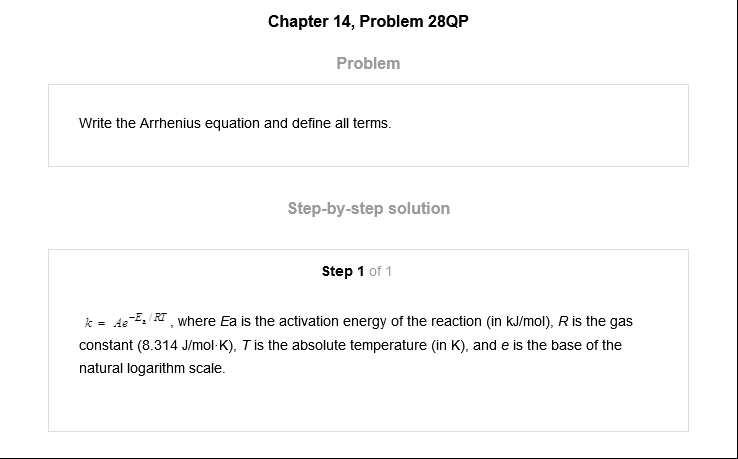 Chapter 14, Problem 28QP
Problem
Write the Arrhenius equation and define all terms.
Step-by-step solution
Step 1 of 1
k = Ae^{-E_a/RT}, where Ea is the activation energy of the reaction (in kJ/mol), R is the gas
constant (8.314 J/mol·K), T is the absolute temperature (in K), and e is the base of the
natural logarithm scale.